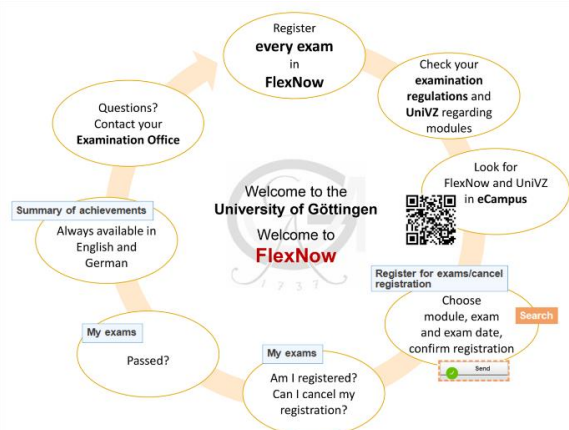 Register
every exam
in
FlexNow
Check your
examination
regulations and
UniVZ regarding
modules
Look for
FlexNow and UniVZ
in eCampus
Register for exams/cancel
registration
Choose
module, exam
and exam date,
confirm registration
Search
Send
My exams
Am I registered?
Can I cancel my
registration?
My exams
Passed?
Summary of achievements
Always available in
English and
German
Questions?
Contact your
Examination Office
Welcome to the
University of Göttingen
Welcome to
FlexNow
1737